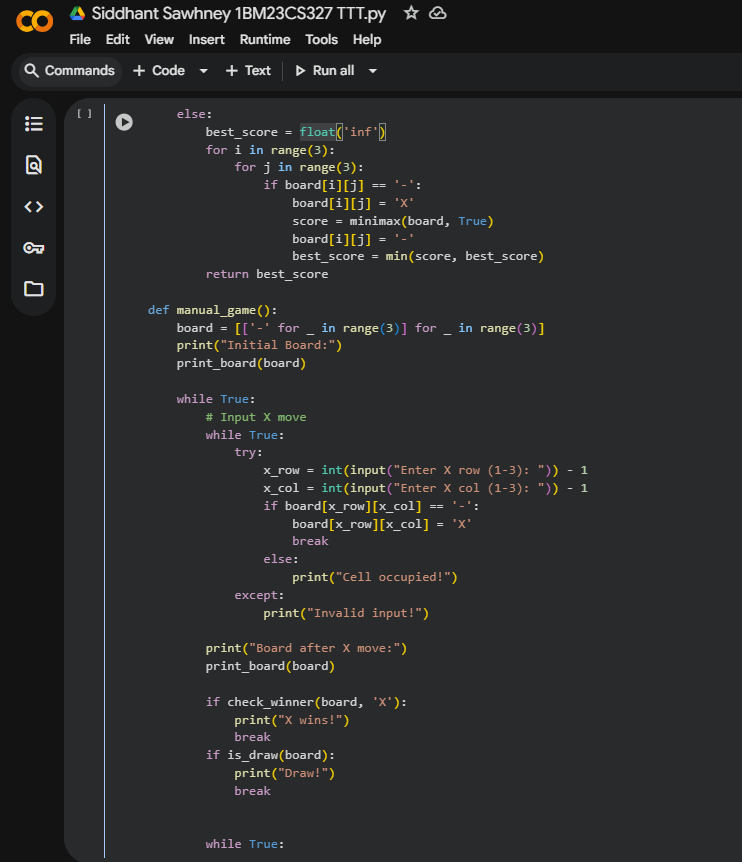 Siddhant Sawhney 1BM23CS327 TTT.py
File Edit View Insert Runtime Tools Help
Commands + Code + Text Run all
[ ]
        else:
            best_score = float('inf')
            for i in range(3):
                for j in range(3):
                    if board[i][j] == '-':
                        board[i][j] = 'X'
                        score = minimax(board, True)
                        board[i][j] = '-'
                        best_score = min(score, best_score)
            return best_score

    def manual_game():
        board = [['-' for _ in range(3)] for _ in range(3)]
        print("Initial Board:")
        print_board(board)

        while True:
            # Input X move
            while True:
                try:
                    x_row = int(input("Enter X row (1-3): ")) - 1
                    x_col = int(input("Enter X col (1-3): ")) - 1
                    if board[x_row][x_col] == '-':
                        board[x_row][x_col] = 'X'
                        break
                    else:
                        print("Cell occupied!")
                except:
                    print("Invalid input!")

            print("Board after X move:")
            print_board(board)

            if check_winner(board, 'X'):
                print("X wins!")
                break
            if is_draw(board):
                print("Draw!")
                break


            while True: